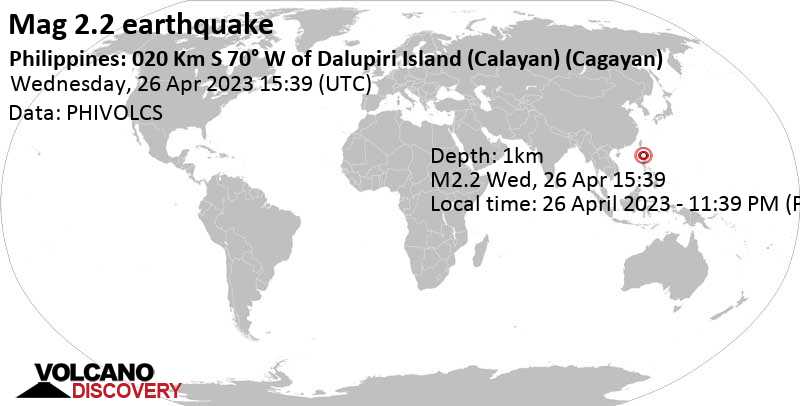 Mag 2.2 earthquake
Philippines: 020 Km S 70° W of Dalupiri Island (Calayan) (Cagayan)
Wednesday, 26 Apr 2023 15:39 (UTC)
Data: PHIVOLCS
Depth: 1km
M2.2 Wed, 26 Apr 15:39
Local time: 26 April 2023 - 11:39 PM (P
VOLCANO
DISCOVERY